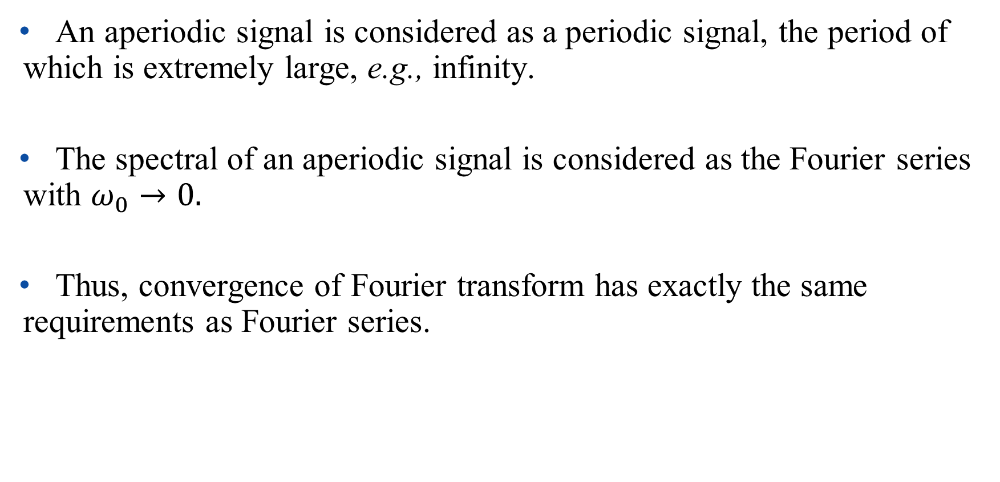 • An aperiodic signal is considered as a periodic signal, the period of
which is extremely large, e.g., infinity.
• The spectral of an aperiodic signal is considered as the Fourier series
with ω₀ → 0.
• Thus, convergence of Fourier transform has exactly the same
requirements as Fourier series.